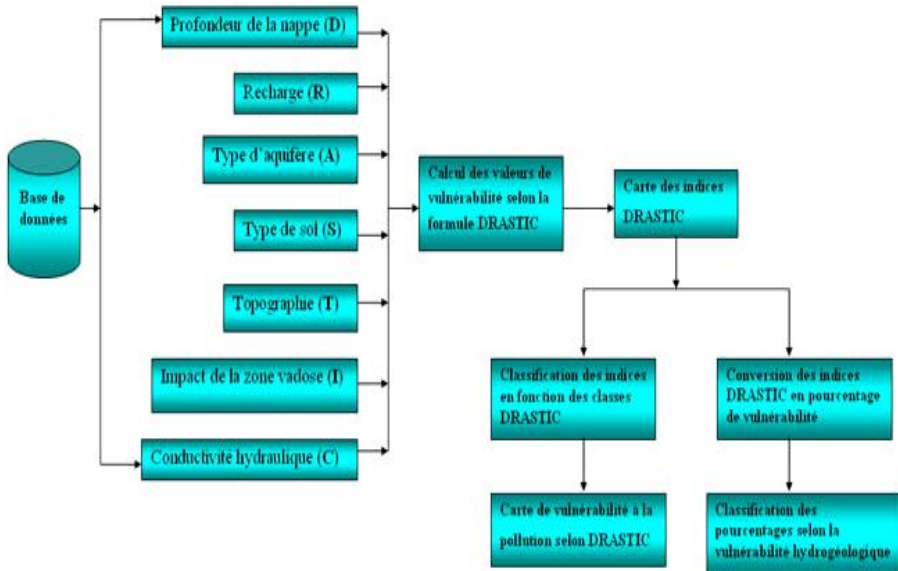 Base de
données
Profondeur de la nappe (D)
Recharge (R)
Type d'aquifère (A)
Type de sol (S)
Topographie (T)
Impact de la zone vadose (I)
Conductivité hydraulique (C)
Calcul des valeurs de
vulnérabilité selon la
formule DRASTIC
Carte des indices
DRASTIC
Classification des indices
en fonction des classes
DRASTIC
Conversion des indices
DRASTIC en pourcentage
de vulnérabilité
Carte de vulnérabilité à la
pollution selon DRASTIC
Classification des
pourcentages selon la
vulnérabilité hydrogéologique